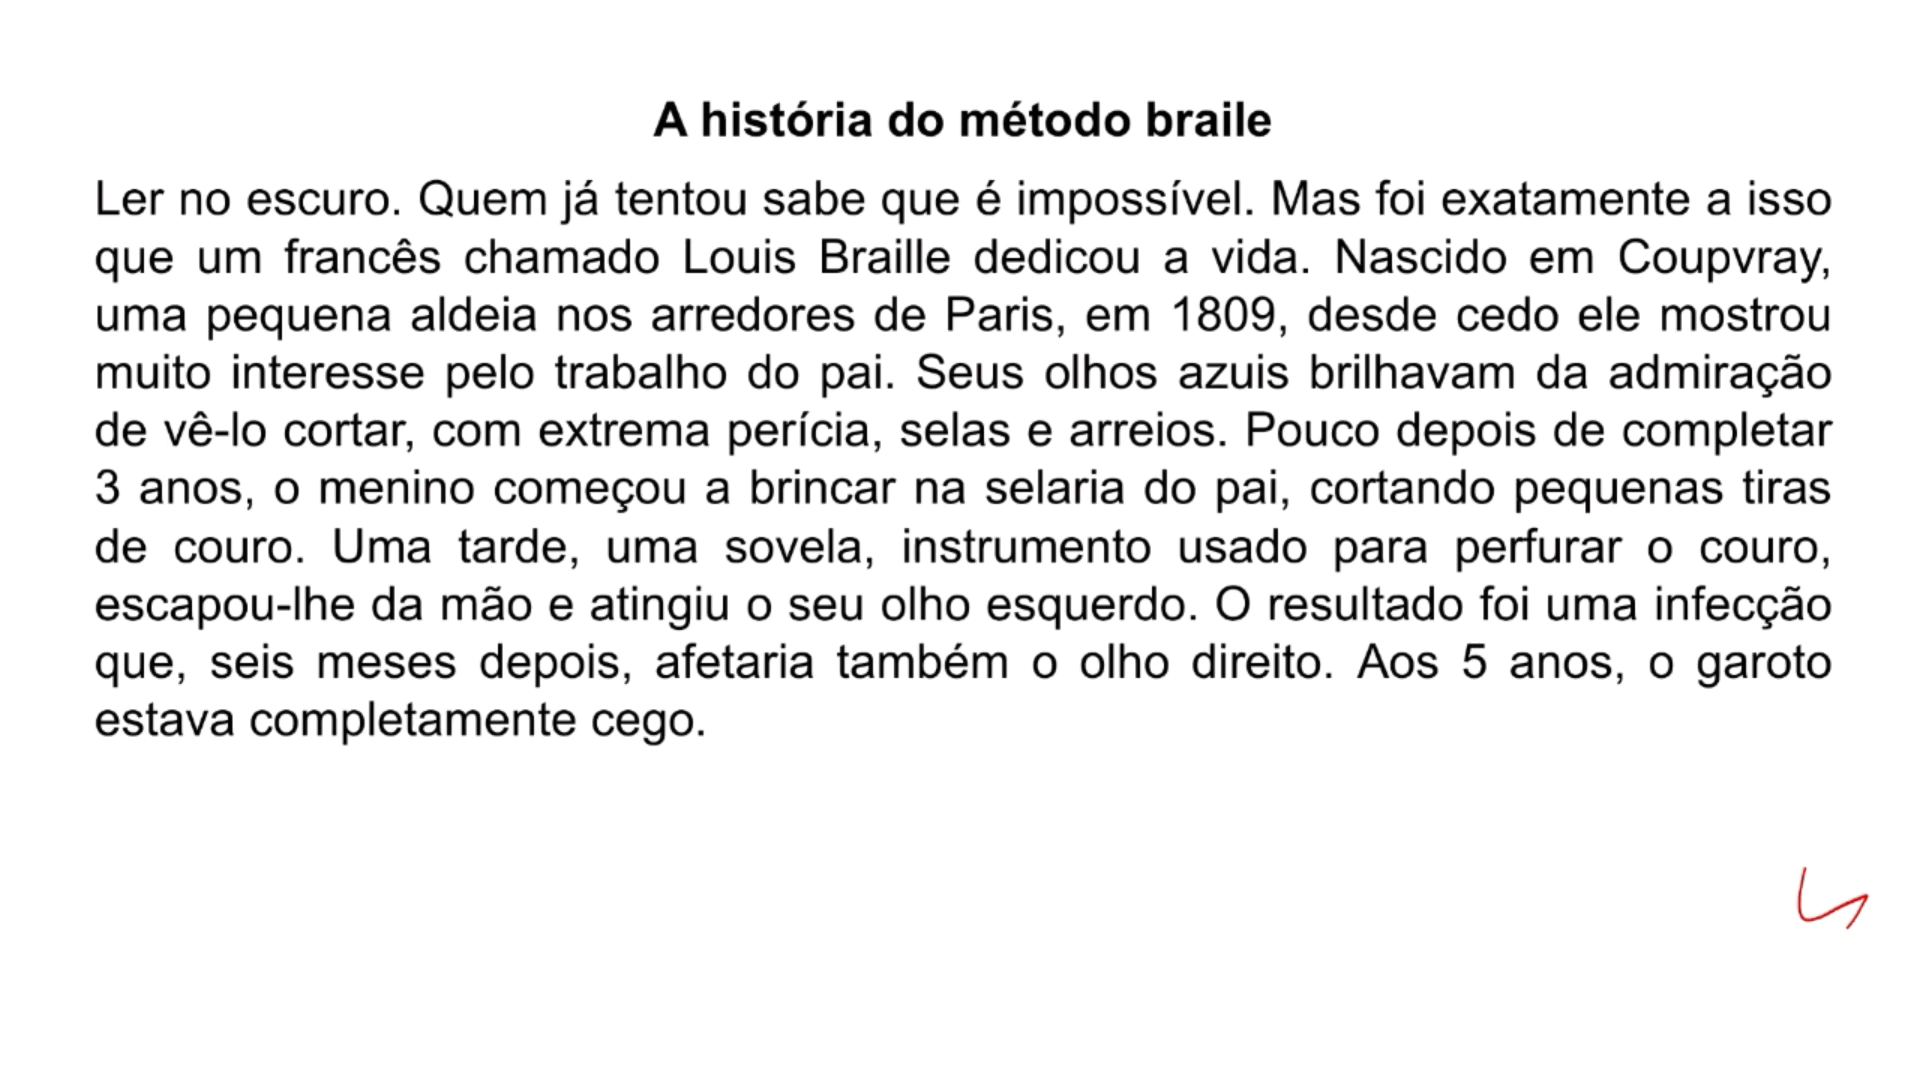 A história do método braile
Ler no escuro. Quem já tentou sabe que é impossível. Mas foi exatamente a isso
que um francês chamado Louis Braille dedicou a vida. Nascido em Coupvray,
uma pequena aldeia nos arredores de Paris, em 1809, desde cedo ele mostrou
muito interesse pelo trabalho do pai. Seus olhos azuis brilhavam da admiração
de vê-lo cortar, com extrema perícia, selas e arreios. Pouco depois de completar
3 anos, o menino começou a brincar na selaria do pai, cortando pequenas tiras
de couro. Uma tarde, uma sovela, instrumento usado para perfurar o couro,
escapou-lhe da mão e atingiu o seu olho esquerdo. O resultado foi uma infecção
que, seis meses depois, afetaria também o olho direito. Aos 5 anos, o garoto
estava completamente cego.